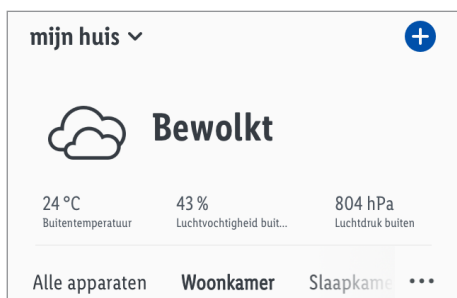 mijn huis
Bewolkt
24 °C 43 % 804 hPa
Buitentemperatuur Luchtvochtigheid buit... Luchtdruk buiten
Alle apparaten Woonkamer Slaapkame ...